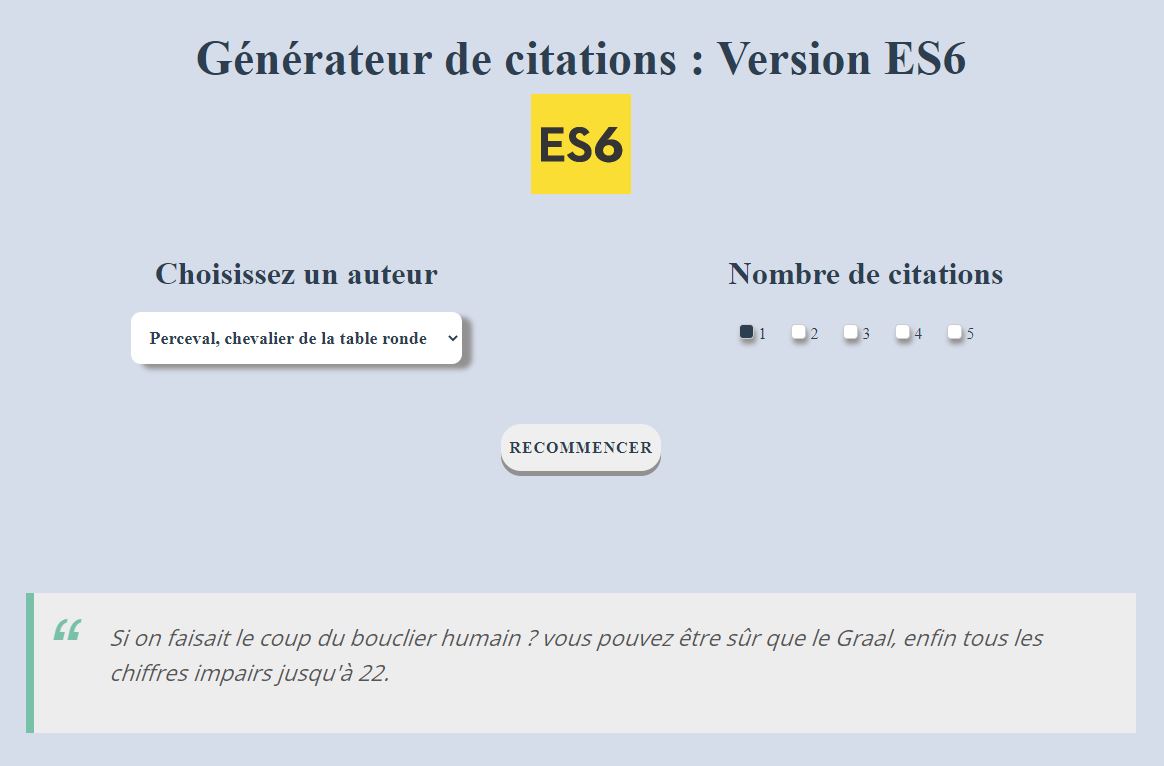 Générateur de citations : Version ES6
ES6
Choisissez un auteur
Nombre de citations
Perceval, chevalier de la table ronde
1 2 3 4 5
RECOMMENCER
“ Si on faisait le coup du bouclier humain ? vous pouvez être sûr que le Graal, enfin tous les
chiffres impairs jusqu'à 22.